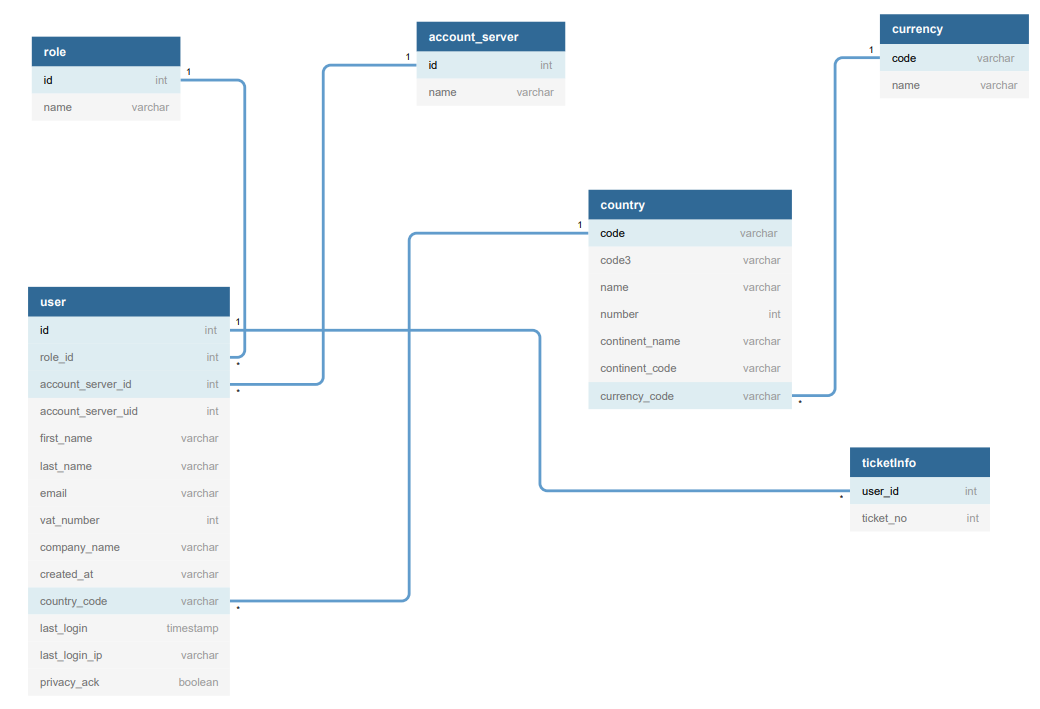 role
id int
name varchar
account_server
id int
name varchar
currency
code varchar
name varchar
country
code varchar
code3 varchar
name varchar
number int
continent_name varchar
continent_code varchar
currency_code varchar
user
id int
role_id int
account_server_id int
account_server_uid int
first_name varchar
last_name varchar
email varchar
vat_number int
company_name varchar
created_at varchar
country_code varchar
last_login timestamp
last_login_ip varchar
privacy_ack boolean
ticketInfo
user_id int
ticket_no int
1
1
1
1
1
*
*
*
*
*